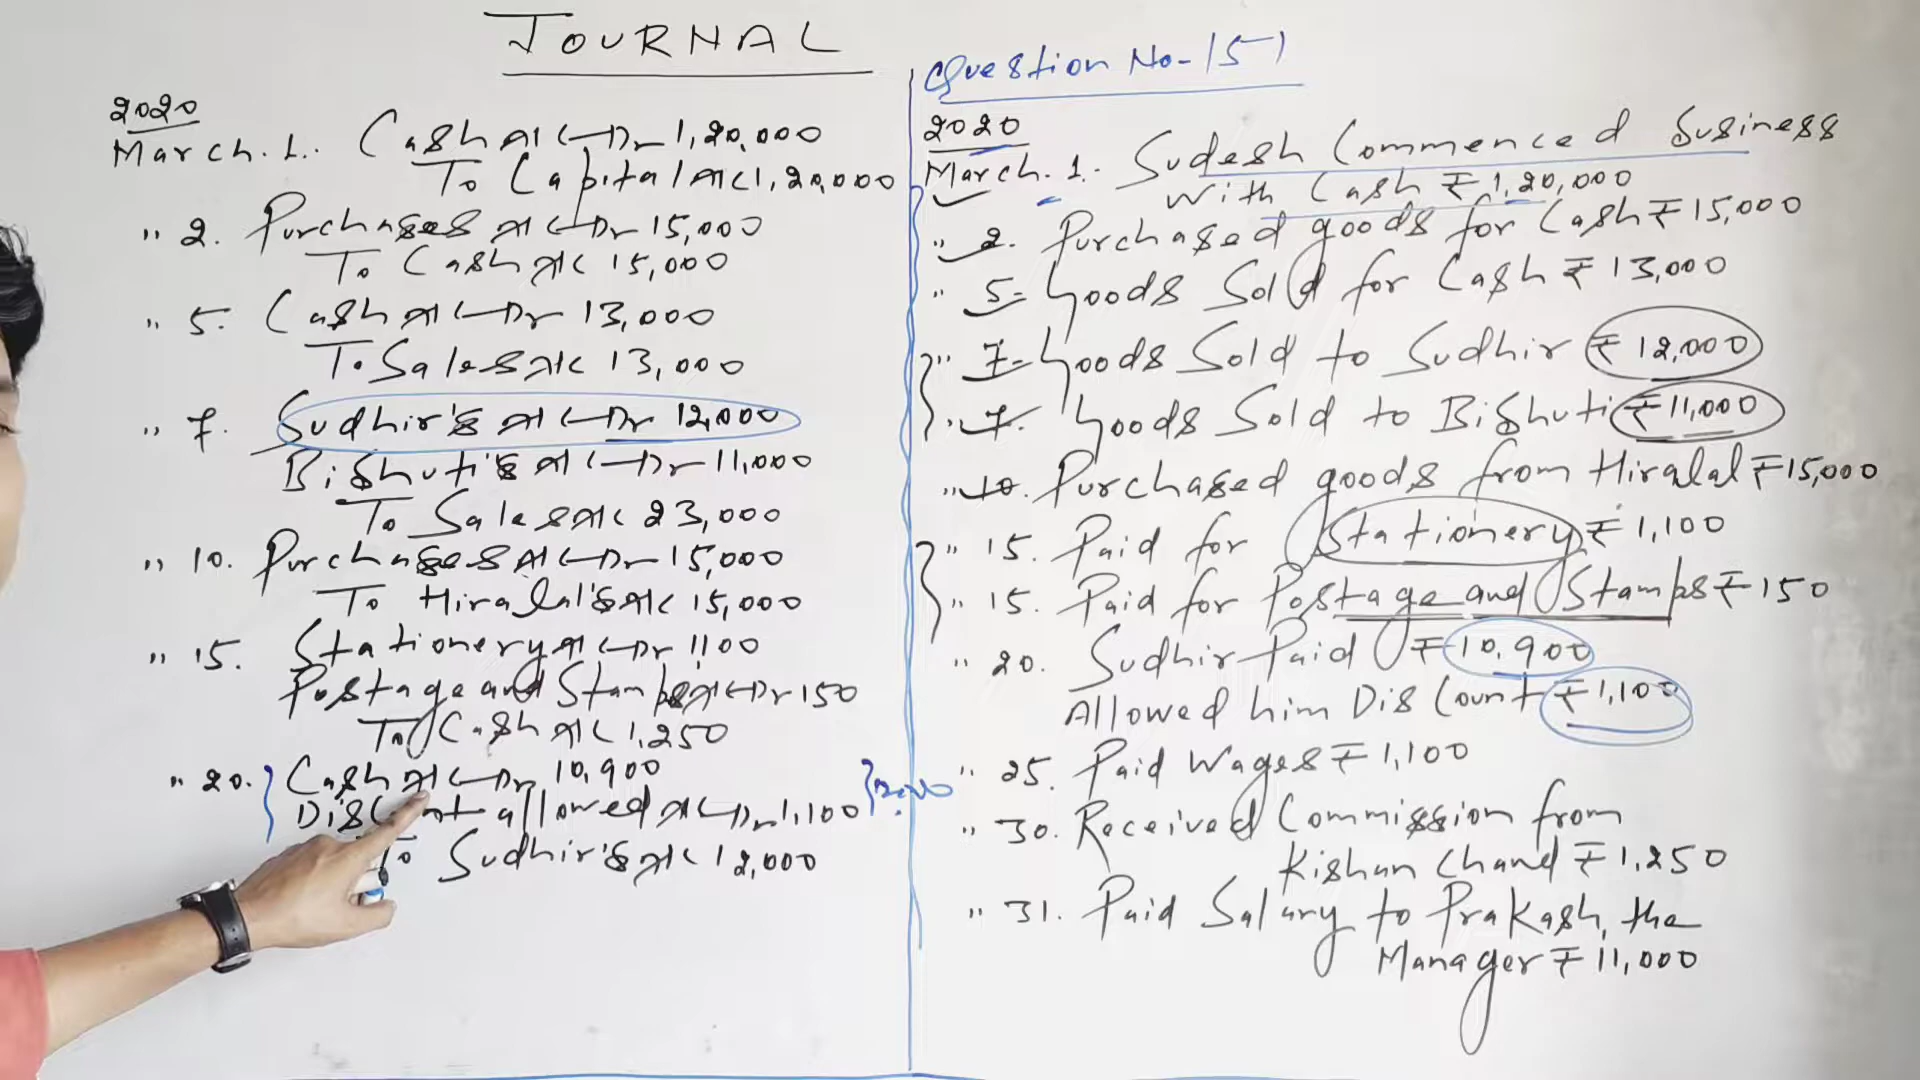 JOURNAL
2020
March. 1. Cash A/c Dr 1,20,000
To Capital A/c 1,20,000
" 2. Purchases A/c Dr 15,000
To Cash A/c 15,000
" 5. Cash A/c Dr 13,000
To Sales A/c 13,000
" 7. Sudhir's A/c Dr 12,000
Bibhuti's A/c Dr 11,000
To Sales A/c 23,000
" 10. Purchases A/c Dr 15,000
To Hiralal's A/c 15,000
" 15. Stationery A/c Dr 1100
Postage and Stamps A/c Dr 150
To Cash A/c 1,250
" 20. Cash A/c Dr 10,900
allowed A/c Dr 1,100
To Sudhir's A/c 12,000
Question No-151
2020
March. 1. Sudesh Commenced Business
With Cash ₹ 1,20,000
" 2. Purchased goods for Cash ₹ 15,000
" 5. Goods Sold for Cash ₹ 13,000
" 7. Goods Sold to Sudhir ₹ 12,000
" 7. Goods Sold to Bibhuti ₹ 11,000
" 10. Purchased goods from Hiralal ₹ 15,000
" 15. Paid for Stationery ₹ 1,100
" 15. Paid for Postage and Stamps ₹ 150
" 20. Sudhir Paid ₹ 10,900
Allowed him Discount ₹ 1,100
" 25. Paid Wages ₹ 1,100
" 30. Received Commission from
Kishan Chand ₹ 1,250
" 31. Paid Salary to Prakash, the
Manager ₹ 11,000